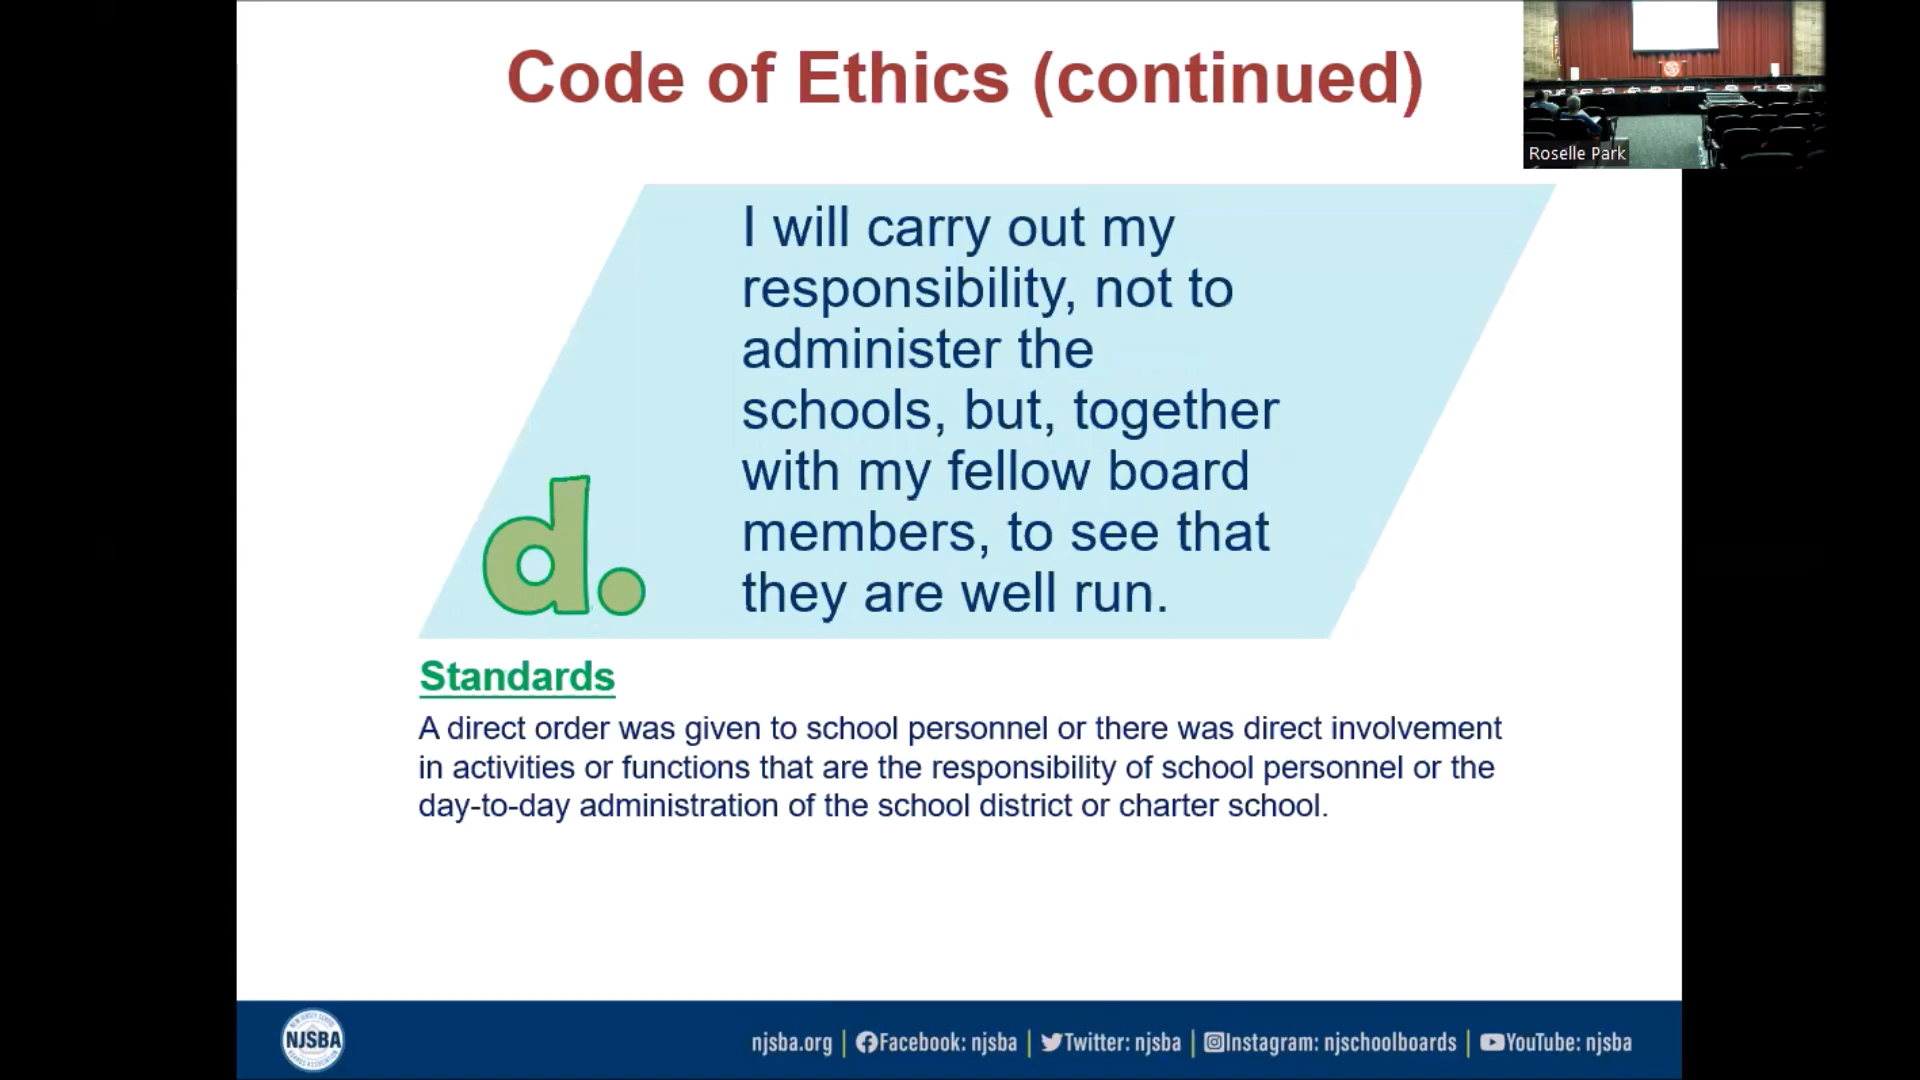 Code of Ethics (continued)
Roselle Park
I will carry out my
responsibility, not to
administer the
schools, but, together
with my fellow board
members, to see that
they are well run.
d.
Standards
A direct order was given to school personnel or there was direct involvement
in activities or functions that are the responsibility of school personnel or the
day-to-day administration of the school district or charter school.
NJSBA
njsba.org | Facebook: njsba | Twitter: njsba | Instagram: njschoolboards | YouTube: njsba